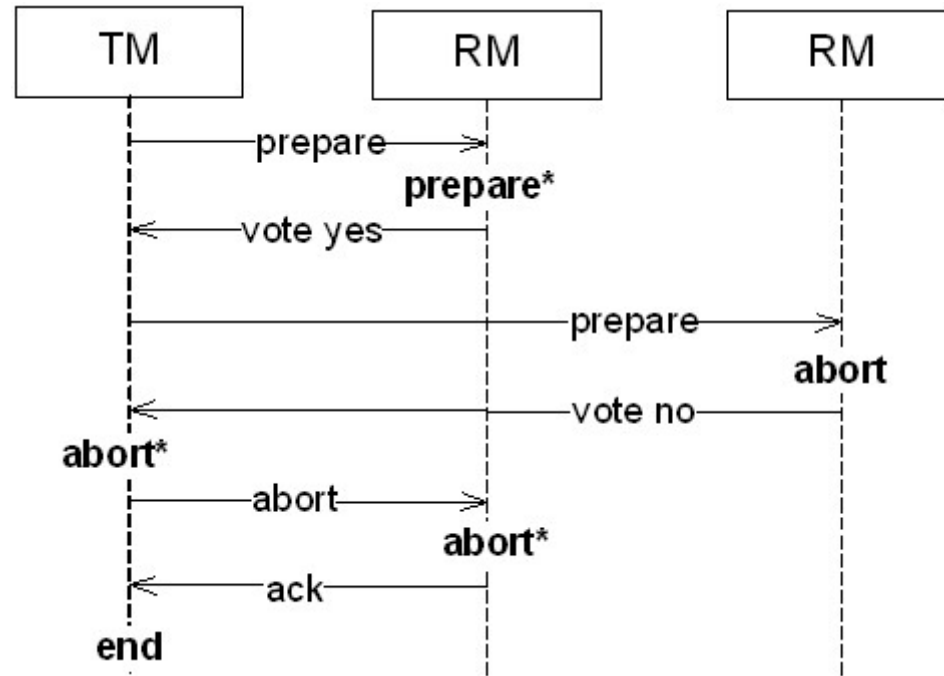 TM RM RM
prepare
prepare*
vote yes
prepare
abort
vote no
abort*
abort
abort*
ack
end